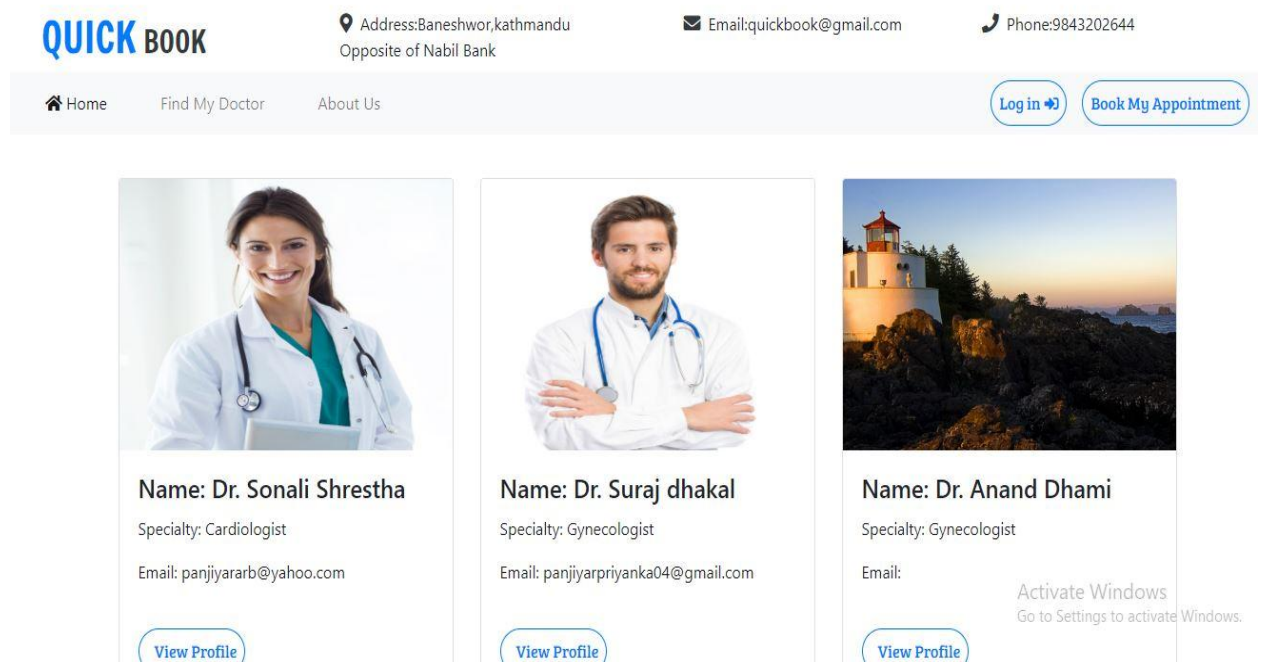 QUICK BOOK
Address:Baneshwor,kathmandu
Opposite of Nabil Bank
Email:quickbook@gmail.com
Phone:9843202644
Home
Find My Doctor
About Us
Log in
Book My Appointment
Name: Dr. Sonali Shrestha
Specialty: Cardiologist
Email: panjiyararb@yahoo.com
View Profile
Name: Dr. Suraj dhakal
Specialty: Gynecologist
Email: panjiyarpriyanka04@gmail.com
View Profile
Name: Dr. Anand Dhami
Specialty: Gynecologist
Email:
View Profile
Activate Windows
Go to Settings to activate Windows.